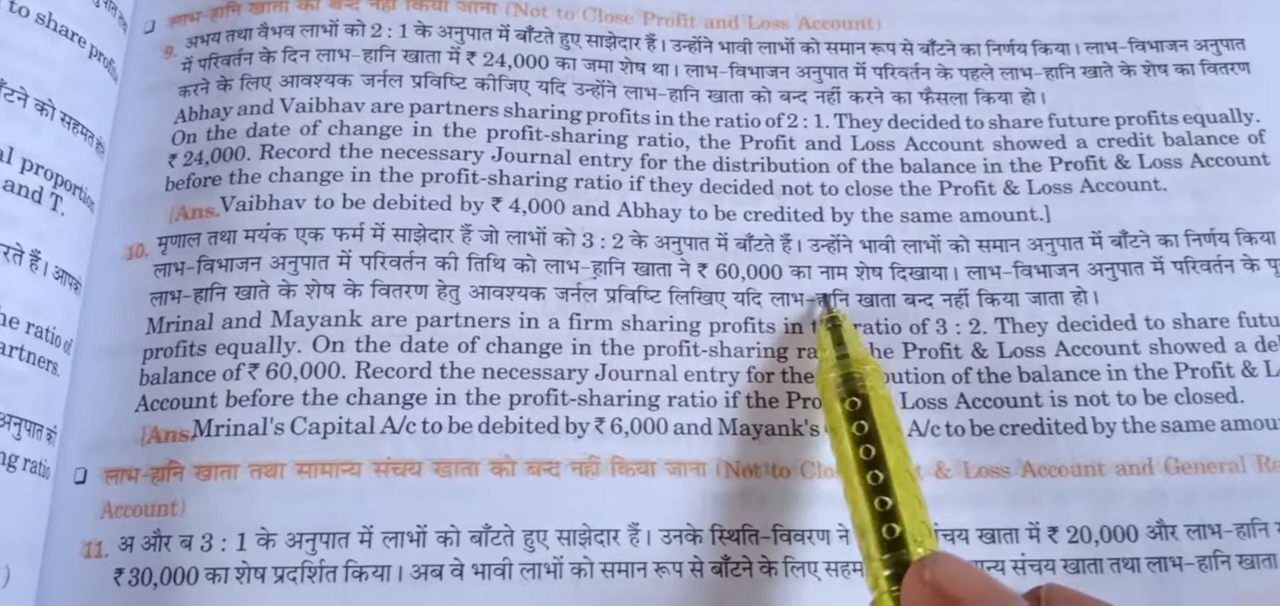 to share profi
टने को सहमत
al proportion
and T.
रते हैं। आपको
he ratio of
artners.
अनुपात की
ng ratio
❑ लाभ-हानि खाता को बन्द नहीं किया जाना (Not to Close Profit and Loss Account)
9. अभय तथा वैभव लाभों को 2 : 1 के अनुपात में बाँटते हुए साझेदार हैं। उन्होंने भावी लाभों को समान रूप से बाँटने का निर्णय किया। लाभ-विभाजन अनुपात
में परिवर्तन के दिन लाभ-हानि खाता में ₹ 24,000 का जमा शेष था। लाभ-विभाजन अनुपात में परिवर्तन के पहले लाभ-हानि खाते के शेष का वितरण
करने के लिए आवश्यक जर्नल प्रविष्टि कीजिए यदि उन्होंने लाभ-हानि खाता को बन्द नहीं करने का फैसला किया हो।
Abhay and Vaibhav are partners sharing profits in the ratio of 2 : 1. They decided to share future profits equally.
On the date of change in the profit-sharing ratio, the Profit and Loss Account showed a credit balance of
₹ 24,000. Record the necessary Journal entry for the distribution of the balance in the Profit & Loss Account
before the change in the profit-sharing ratio if they decided not to close the Profit & Loss Account.
[Ans. Vaibhav to be debited by ₹ 4,000 and Abhay to be credited by the same amount.]
10. मृणाल तथा मयंक एक फर्म में साझेदार हैं जो लाभों को 3 : 2 के अनुपात में बाँटते हैं। उन्होंने भावी लाभों को समान अनुपात में बाँटने का निर्णय किया
लाभ-विभाजन अनुपात में परिवर्तन की तिथि को लाभ-हानि खाता ने ₹ 60,000 का नाम शेष दिखाया। लाभ-विभाजन अनुपात में परिवर्तन के पू
लाभ-हानि खाते के शेष के वितरण हेतु आवश्यक जर्नल प्रविष्टि लिखिए यदि लाभ-हानि खाता बन्द नहीं किया जाता हो।
Mrinal and Mayank are partners in a firm sharing profits in t ratio of 3 : 2. They decided to share futu
profits equally. On the date of change in the profit-sharing ra he Profit & Loss Account showed a de
balance of ₹ 60,000. Record the necessary Journal entry for the bution of the balance in the Profit & L
Account before the change in the profit-sharing ratio if the Pro Loss Account is not to be closed.
[Ans. Mrinal's Capital A/c to be debited by ₹ 6,000 and Mayank's A/c to be credited by the same amou
❑ लाभ-हानि खाता तथा सामान्य संचय खाता को बन्द नहीं किया जाना (Not to Clo t & Loss Account and General Re
Account)
11. अ और ब 3 : 1 के अनुपात में लाभों को बाँटते हुए साझेदार हैं। उनके स्थिति-विवरण ने ंचय खाता में ₹ 20,000 और लाभ-हानि
₹ 30,000 का शेष प्रदर्शित किया। अब वे भावी लाभों को समान रूप से बाँटने के लिए सहम न्य संचय खाता तथा लाभ-हानि खाता